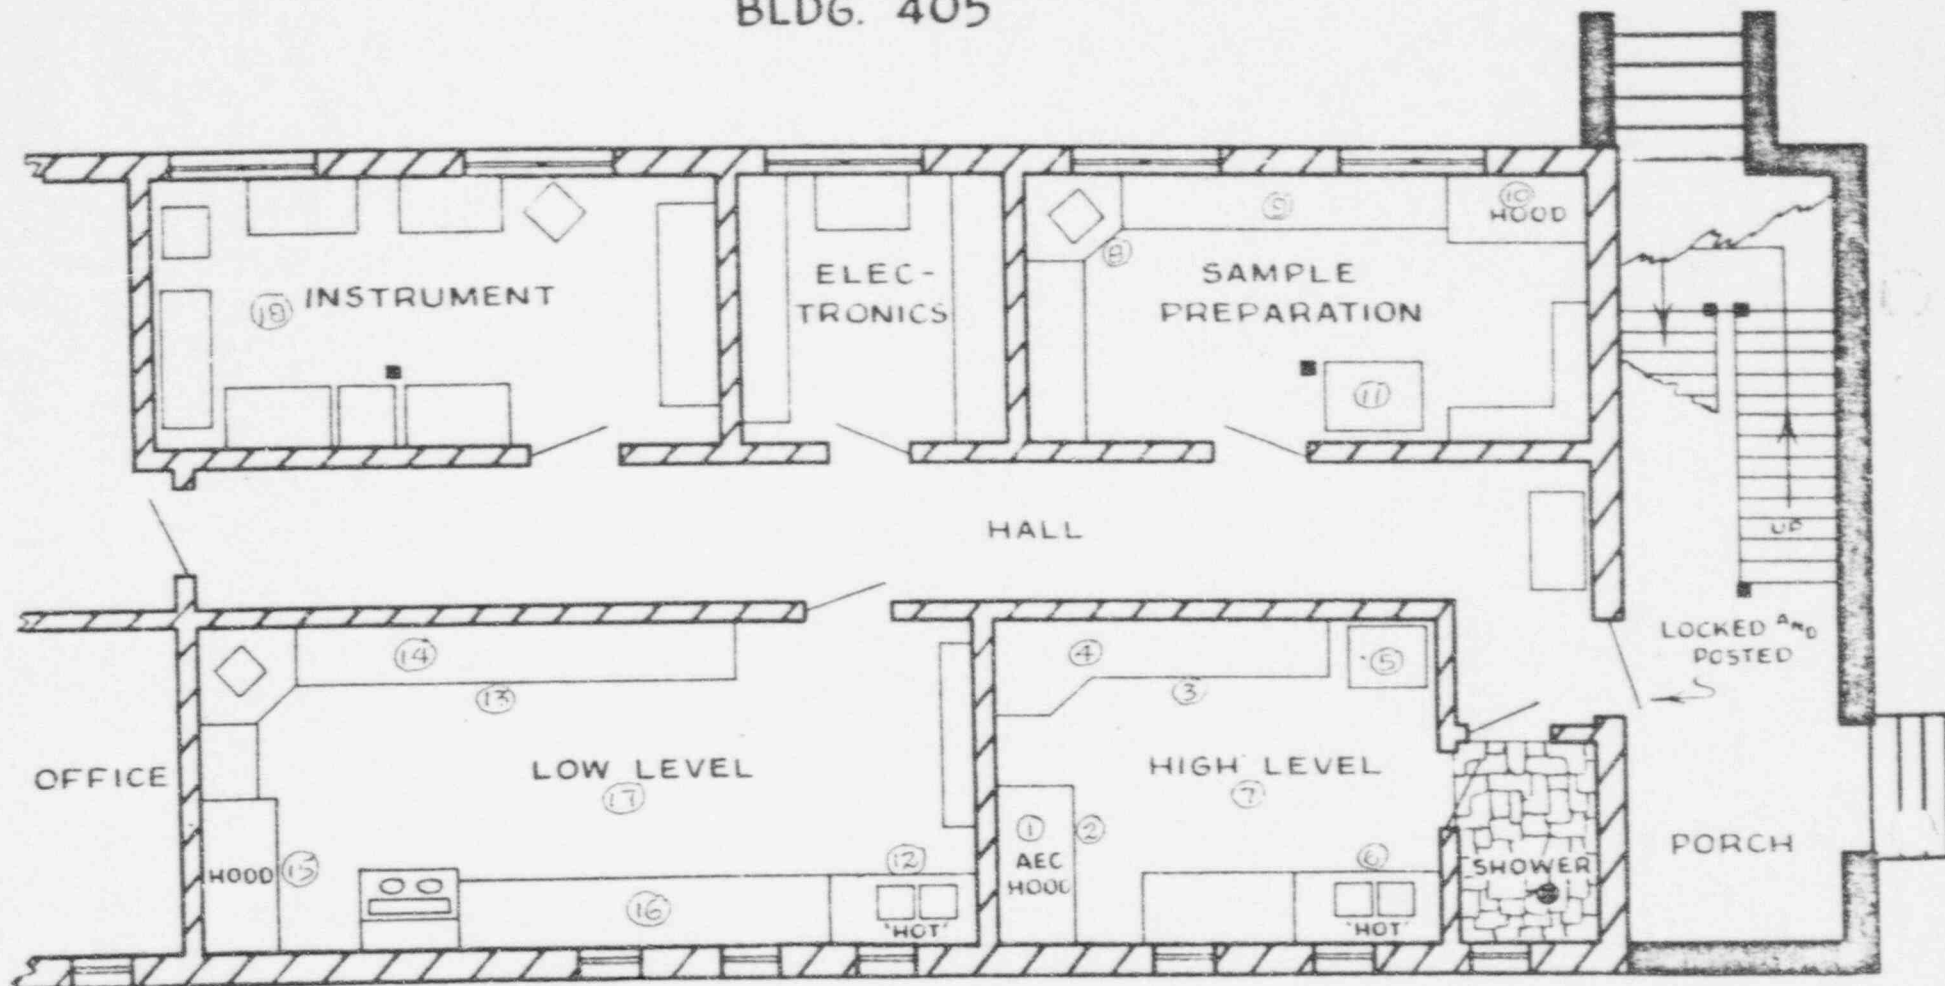 BLDG. 405
10
HOOD
9
8
SAMPLE
PREPARATION
11
ELEC-
TRONICS
18 INSTRUMENT
HALL
UP
LOCKED AND
POSTED
14
13
4
5
3
OFFICE
LOW LEVEL
17
HIGH LEVEL
7
1
2
AEC
HOOD
HOOD 15
12
16
'HOT'
6
'HOT'
SHOWER
PORCH